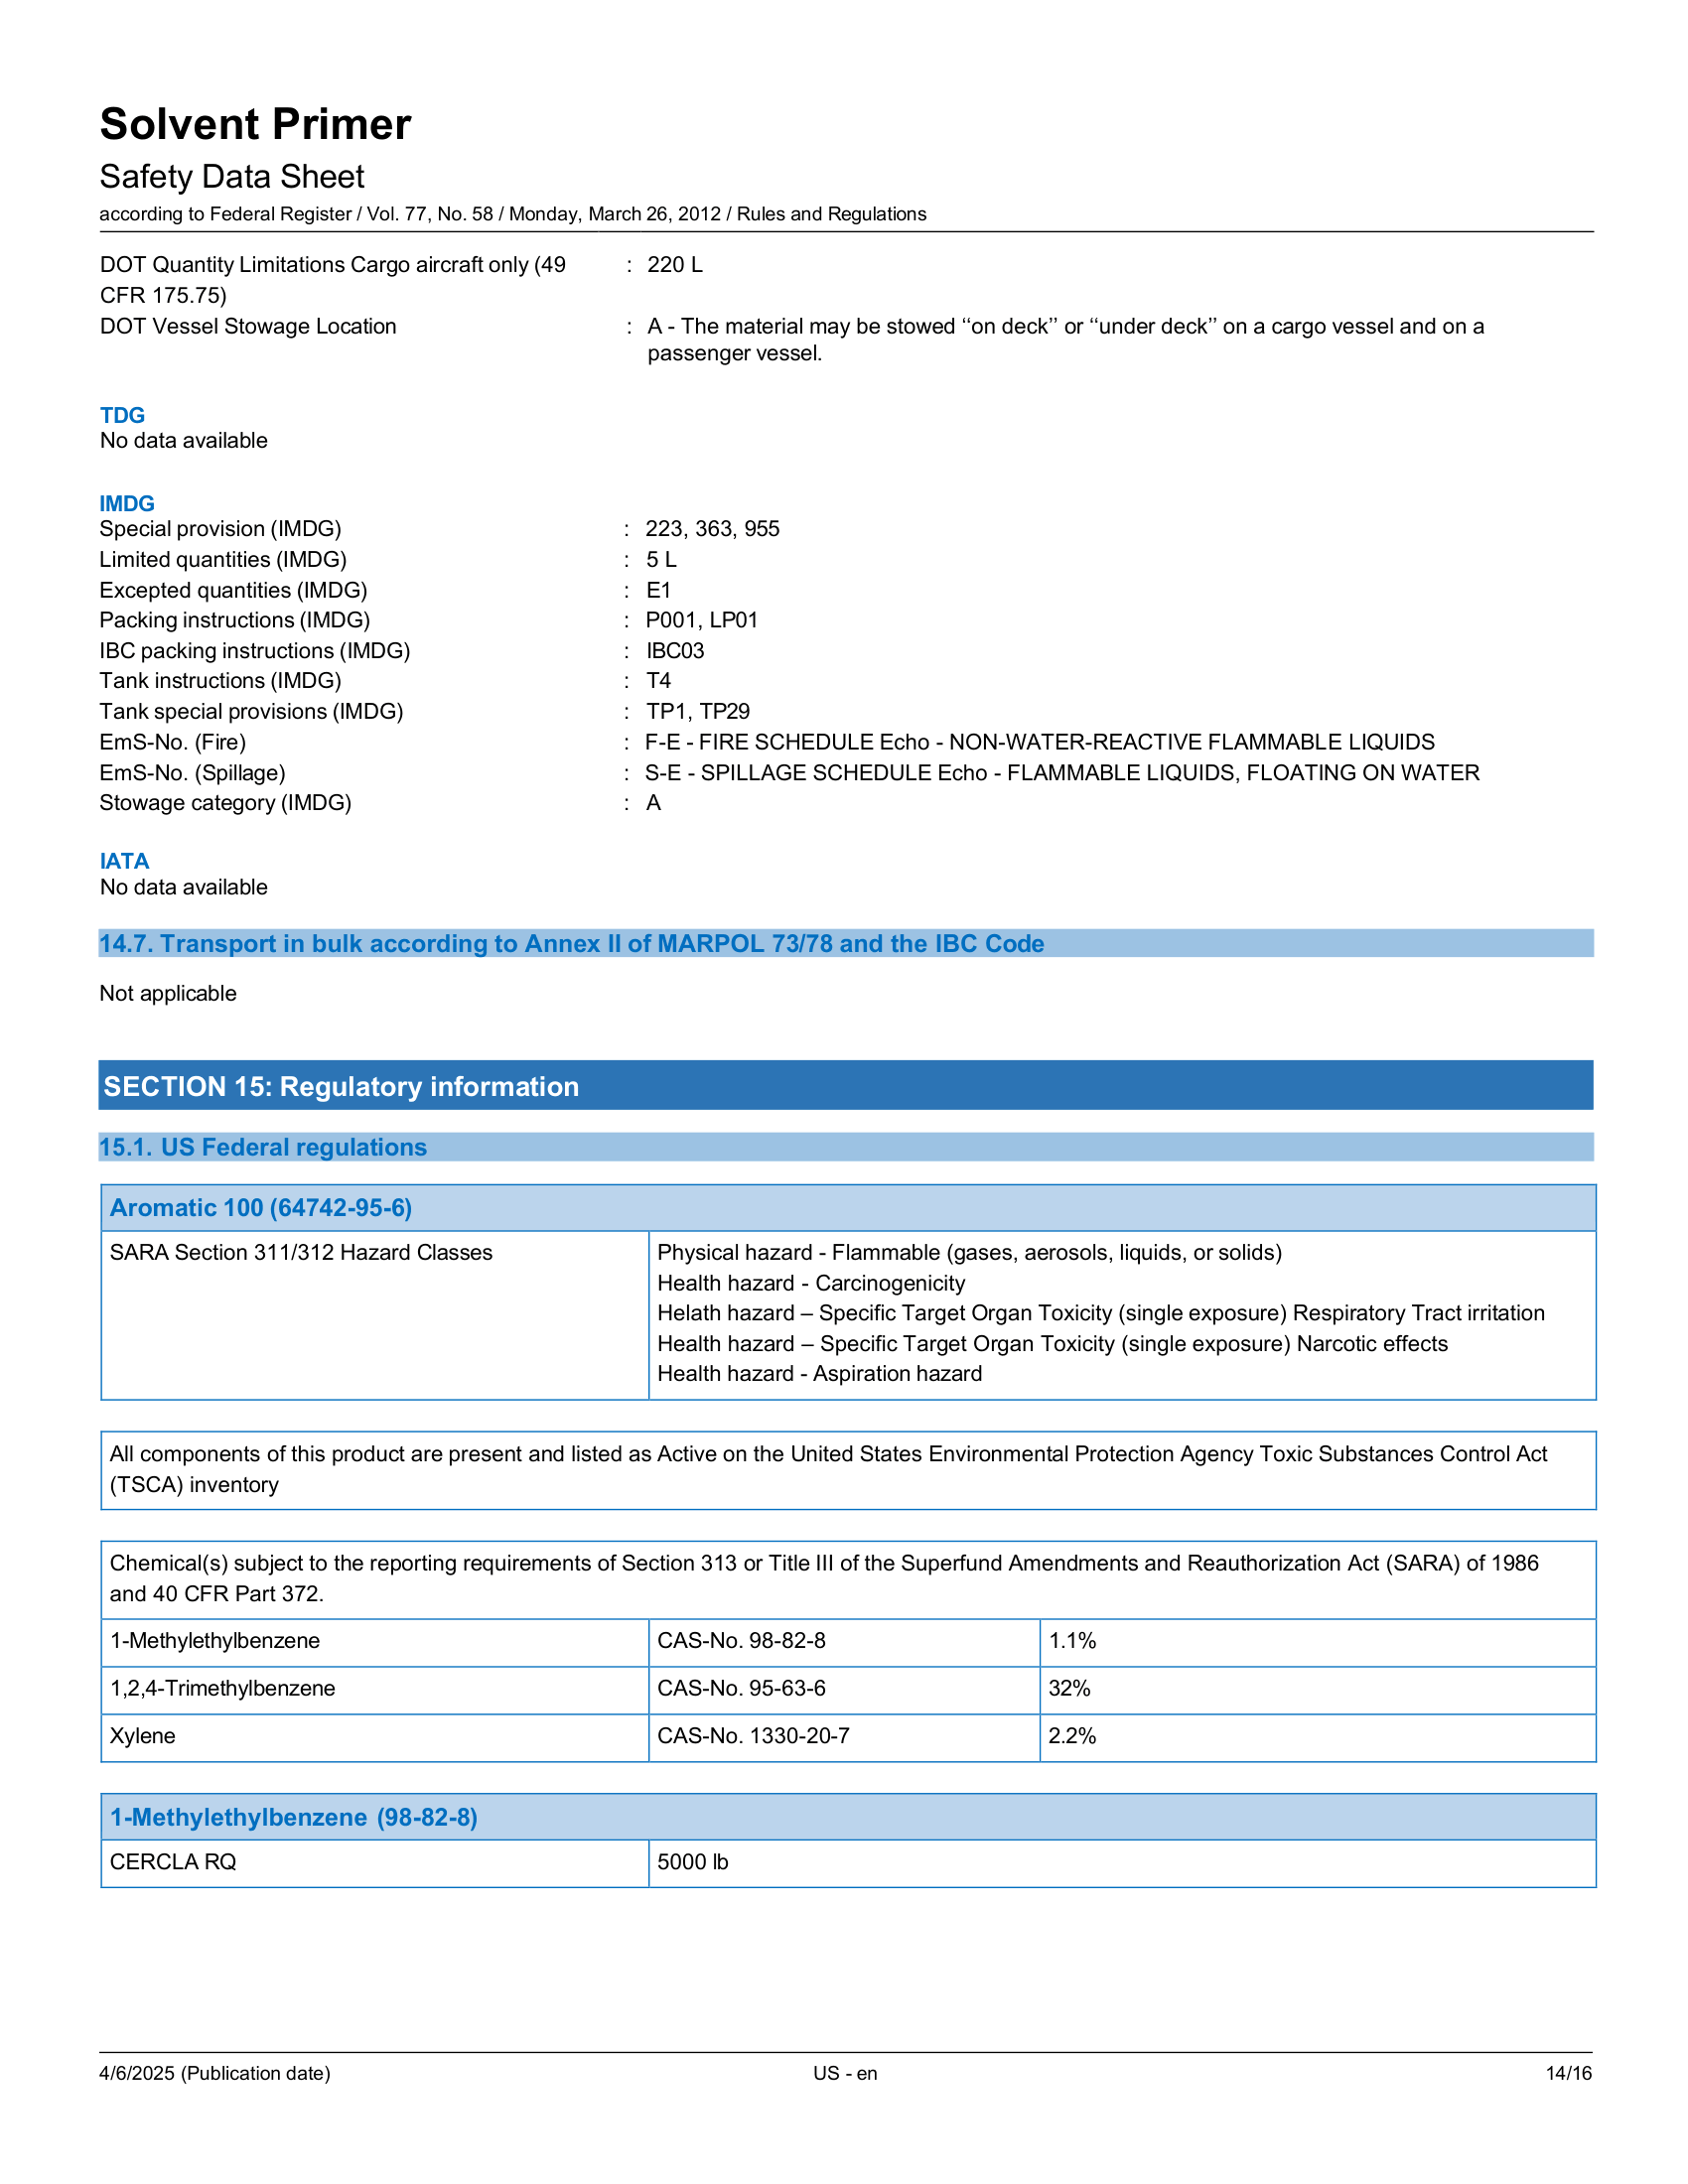 Solvent Primer
Safety Data Sheet
according to Federal Register / Vol. 77, No. 58 / Monday, March 26, 2012 / Rules and Regulations
DOT Quantity Limitations Cargo aircraft only (49 : 220 L
CFR 175.75)
DOT Vessel Stowage Location : A - The material may be stowed ‘‘on deck’’ or ‘‘under deck’’ on a cargo vessel and on a
passenger vessel.
TDG
No data available
IMDG
Special provision (IMDG) : 223, 363, 955
Limited quantities (IMDG) : 5 L
Excepted quantities (IMDG) : E1
Packing instructions (IMDG) : P001, LP01
IBC packing instructions (IMDG) : IBC03
Tank instructions (IMDG) : T4
Tank special provisions (IMDG) : TP1, TP29
EmS-No. (Fire) : F-E - FIRE SCHEDULE Echo - NON-WATER-REACTIVE FLAMMABLE LIQUIDS
EmS-No. (Spillage) : S-E - SPILLAGE SCHEDULE Echo - FLAMMABLE LIQUIDS, FLOATING ON WATER
Stowage category (IMDG) : A
IATA
No data available
14.7. Transport in bulk according to Annex II of MARPOL 73/78 and the IBC Code
Not applicable
SECTION 15: Regulatory information
15.1. US Federal regulations
Aromatic 100 (64742-95-6)
SARA Section 311/312 Hazard Classes Physical hazard - Flammable (gases, aerosols, liquids, or solids)
Health hazard - Carcinogenicity
Helath hazard – Specific Target Organ Toxicity (single exposure) Respiratory Tract irritation
Health hazard – Specific Target Organ Toxicity (single exposure) Narcotic effects
Health hazard - Aspiration hazard
All components of this product are present and listed as Active on the United States Environmental Protection Agency Toxic Substances Control Act
(TSCA) inventory
Chemical(s) subject to the reporting requirements of Section 313 or Title III of the Superfund Amendments and Reauthorization Act (SARA) of 1986
and 40 CFR Part 372.
1-Methylethylbenzene CAS-No. 98-82-8 1.1%
1,2,4-Trimethylbenzene CAS-No. 95-63-6 32%
Xylene CAS-No. 1330-20-7 2.2%
1-Methylethylbenzene (98-82-8)
CERCLA RQ 5000 lb
4/6/2025 (Publication date) US - en 14/16